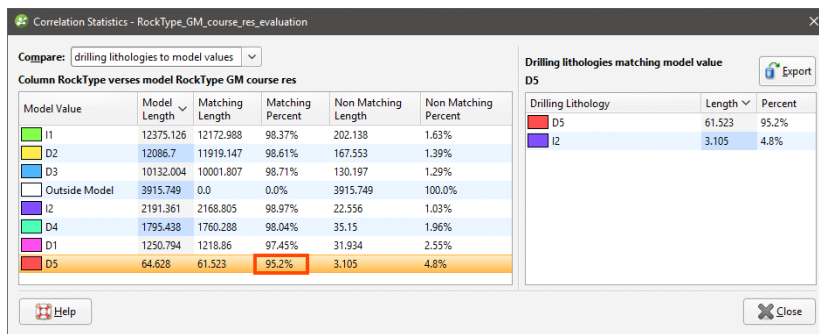 Correlation Statistics - RockType_GM_course_res_evaluation
Compare: drilling lithologies to model values
Column RockType verses model RockType GM course res
Model Value Model Length Matching Length Matching Percent Non Matching Length Non Matching Percent
I1 12375.126 12172.988 98.37% 202.138 1.63%
D2 12086.7 11919.147 98.61% 167.553 1.39%
D3 10132.004 10001.807 98.71% 130.197 1.29%
Outside Model 3915.749 0.0 0.0% 3915.749 100.0%
I2 2191.361 2168.805 98.97% 22.556 1.03%
D4 1795.438 1760.288 98.04% 35.15 1.96%
D1 1250.794 1218.86 97.45% 31.934 2.55%
D5 64.628 61.523 95.2% 3.105 4.8%
Drilling lithologies matching model value
D5
Export
Drilling Lithology Length Percent
D5 61.523 95.2%
I2 3.105 4.8%
Help
Close